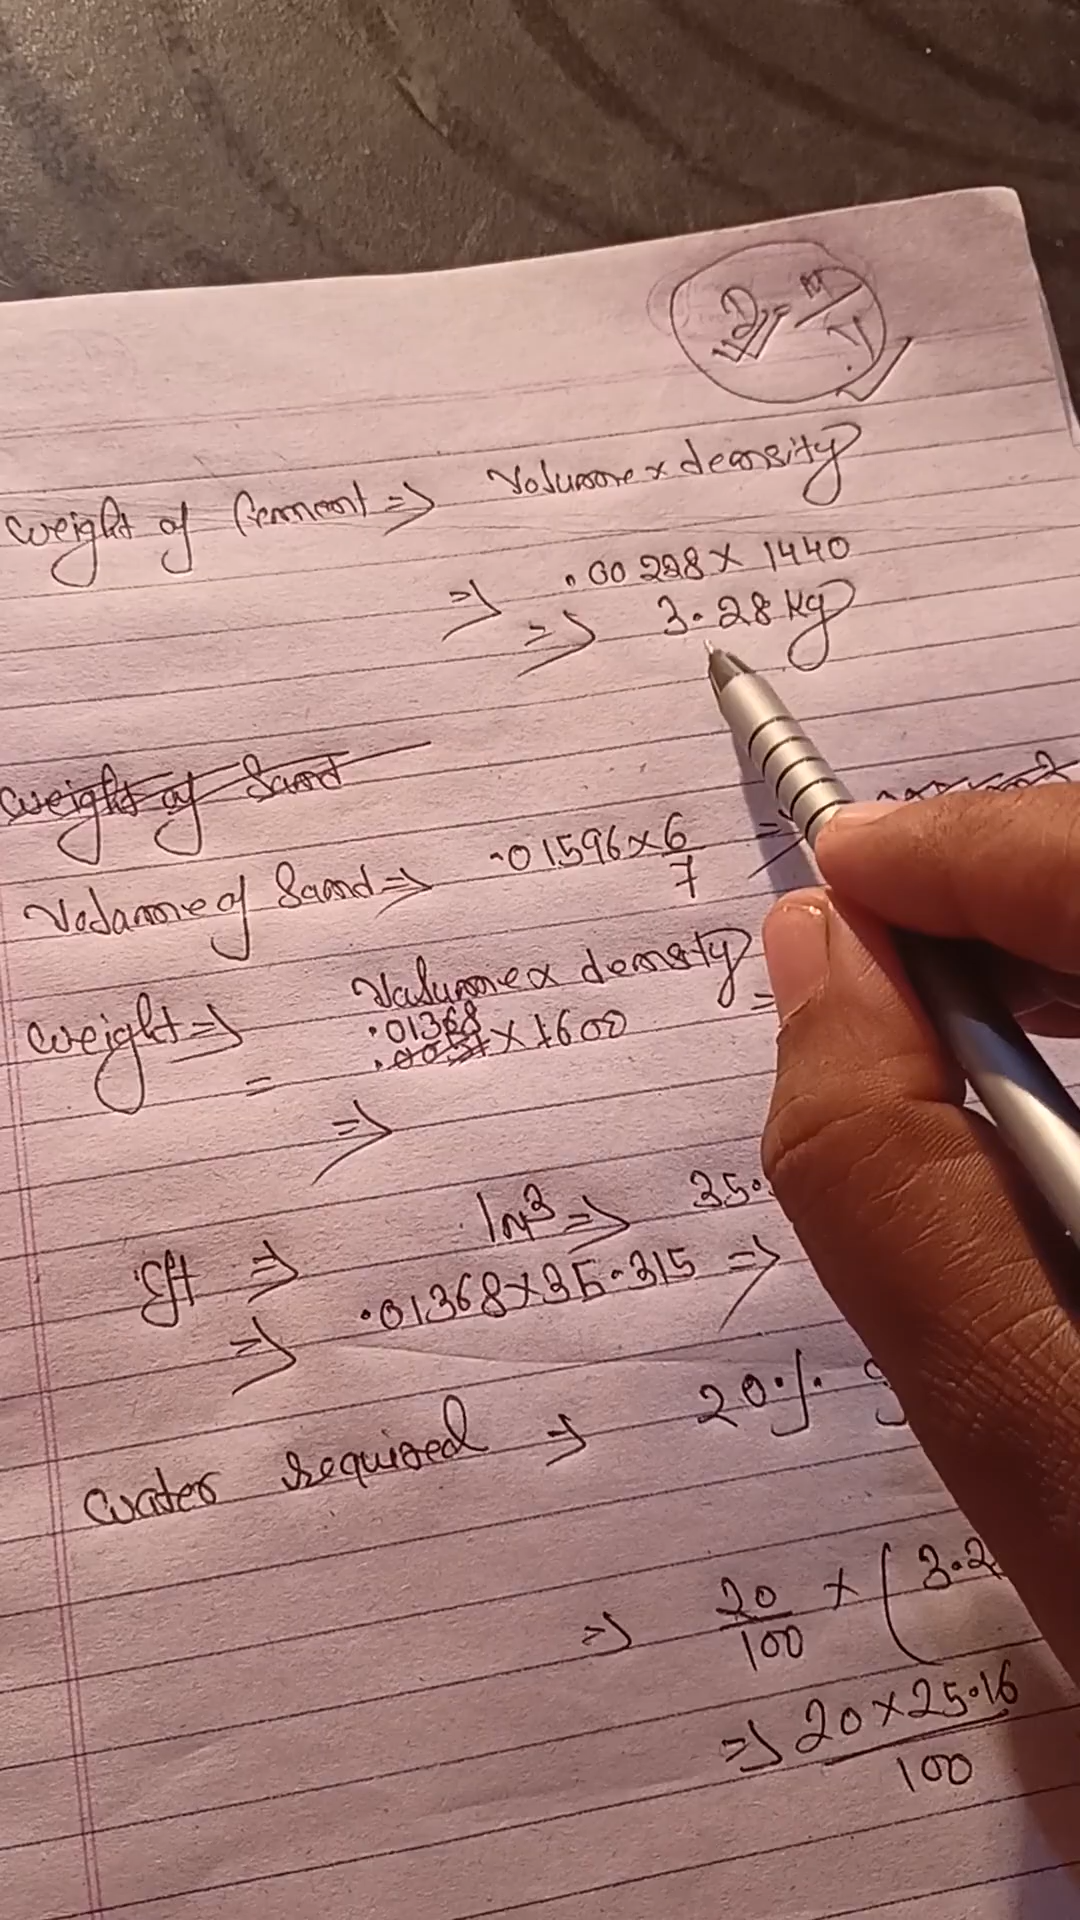 Weight of Cement => Volume x density
=> .00228 x 1440
=> 3.28 kg
Weight of Sand
Volume of Sand => .01596 x 6/7 =>
Weight => Volume x density
= .01368 x 1600 =
=>
1m³ => 35.
Cft => .01368 x 35.315 =>
=>
Water required => 20%
=> 20/100 x ( 3.2
=> 20 x 25.16
100